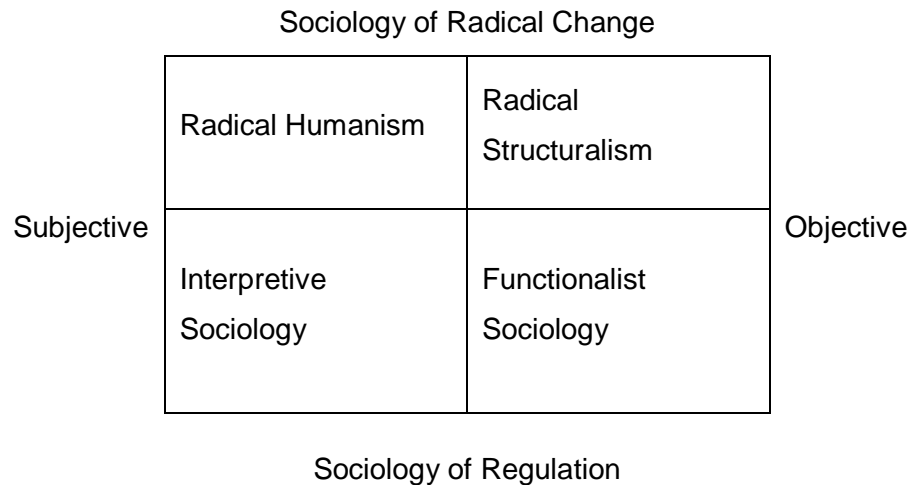 Sociology of Radical Change
Radical Humanism
Radical
Structuralism
Subjective
Objective
Interpretive
Sociology
Functionalist
Sociology
Sociology of Regulation